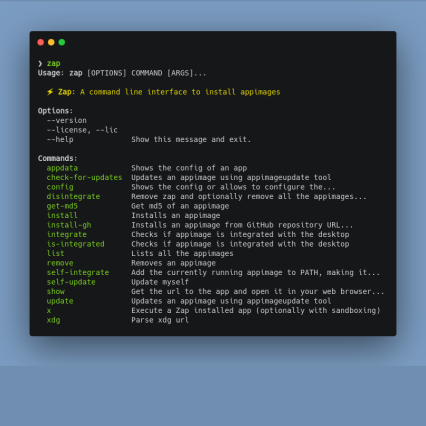 ❯ zap
Usage: zap [OPTIONS] COMMAND [ARGS]...
⚡ Zap: A command line interface to install appimages
Options:
--version
--license, --lic
--help Show this message and exit.
Commands:
appdata Shows the config of an app
check-for-updates Updates an appimage using appimageupdate tool
config Shows the config or allows to configure the...
disintegrate Remove zap and optionally remove all the appimages...
get-md5 Get md5 of an appimage
install Installs an appimage
install-gh Installs an appimage from GitHub repository URL...
integrate Checks if appimage is integrated with the desktop
is-integrated Checks if appimage is integrated with the desktop
list Lists all the appimages
remove Removes an appimage
self-integrate Add the currently running appimage to PATH, making it...
self-update Update myself
show Get the url to the app and open it in your web browser...
update Updates an appimage using appimageupdate tool
x Execute a Zap installed app (optionally with sandboxing)
xdg Parse xdg url